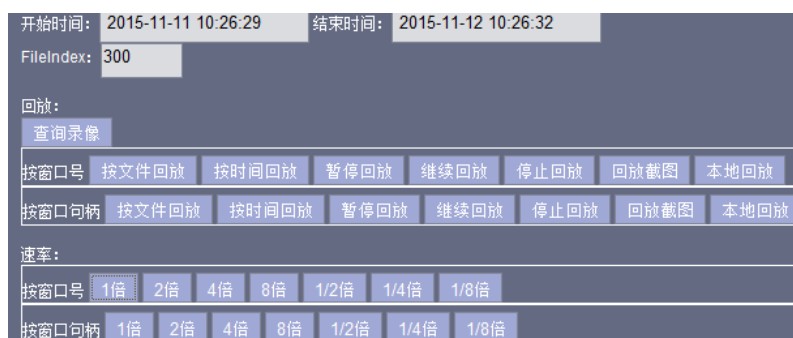 开始时间： 2015-11-11 10:26:29 结束时间： 2015-11-12 10:26:32
FileIndex： 300
回放：
查询录像
按窗口号 按文件回放 按时间回放 暂停回放 继续回放 停止回放 回放截图 本地回放
按窗口句柄 按文件回放 按时间回放 暂停回放 继续回放 停止回放 回放截图 本地回放
速率：
按窗口号 1倍 2倍 4倍 8倍 1/2倍 1/4倍 1/8倍
按窗口句柄 1倍 2倍 4倍 8倍 1/2倍 1/4倍 1/8倍